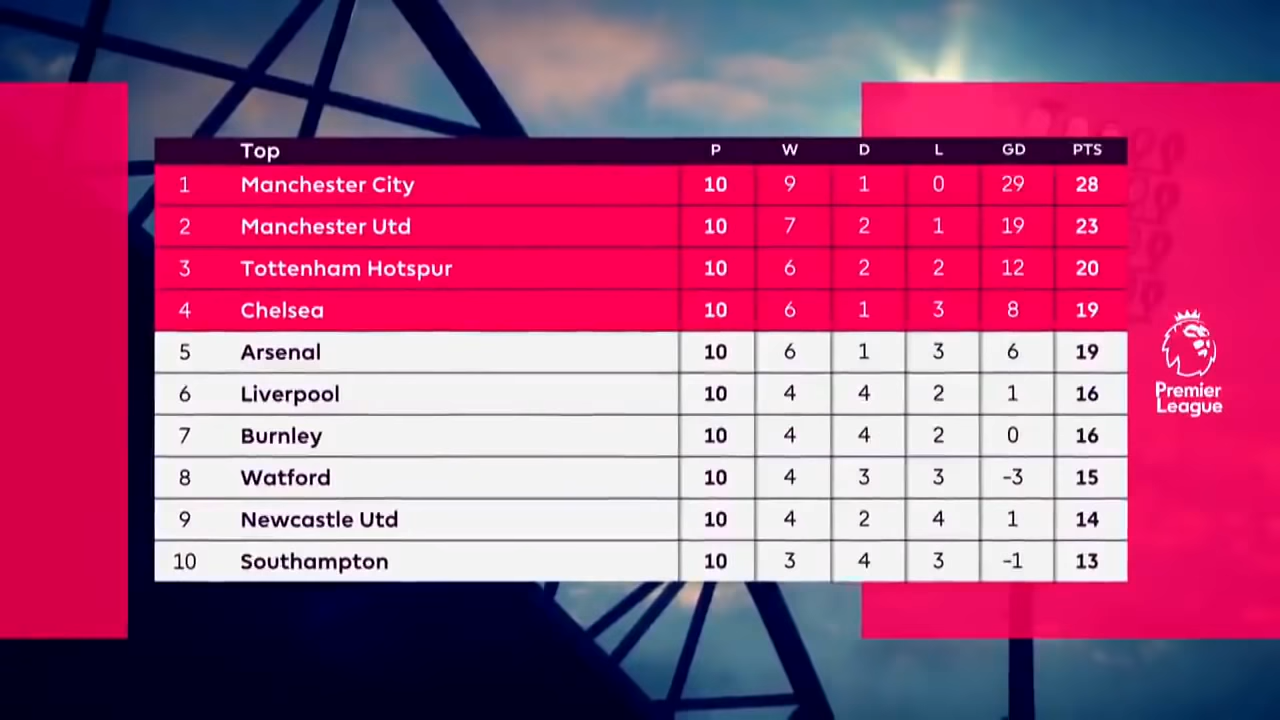 Top P W D L GD PTS
1 Manchester City 10 9 1 0 29 28
2 Manchester Utd 10 7 2 1 19 23
3 Tottenham Hotspur 10 6 2 2 12 20
4 Chelsea 10 6 1 3 8 19
5 Arsenal 10 6 1 3 6 19
6 Liverpool 10 4 4 2 1 16
7 Burnley 10 4 4 2 0 16
8 Watford 10 4 3 3 -3 15
9 Newcastle Utd 10 4 2 4 1 14
10 Southampton 10 3 4 3 -1 13
Premier
League